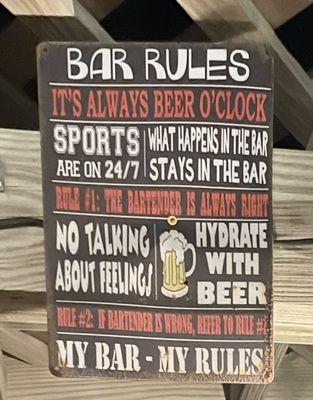 BAR RULES
IT'S ALWAYS BEER O'CLOCK
SPORTS
ARE ON 24/7
WHAT HAPPENS IN THE BAR
STAYS IN THE BAR
RULE #1: THE BARTENDER IS ALWAYS RIGHT
NO TALKING
ABOUT FEELINGS
HYDRATE
WITH
BEER
RULE #2: IF BARTENDER IS WRONG, REFER TO RULE #1
MY BAR - MY RULES